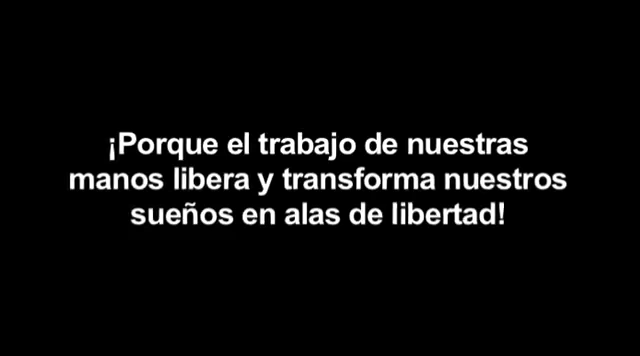 ¡Porque el trabajo de nuestras
manos libera y transforma nuestros
sueños en alas de libertad!